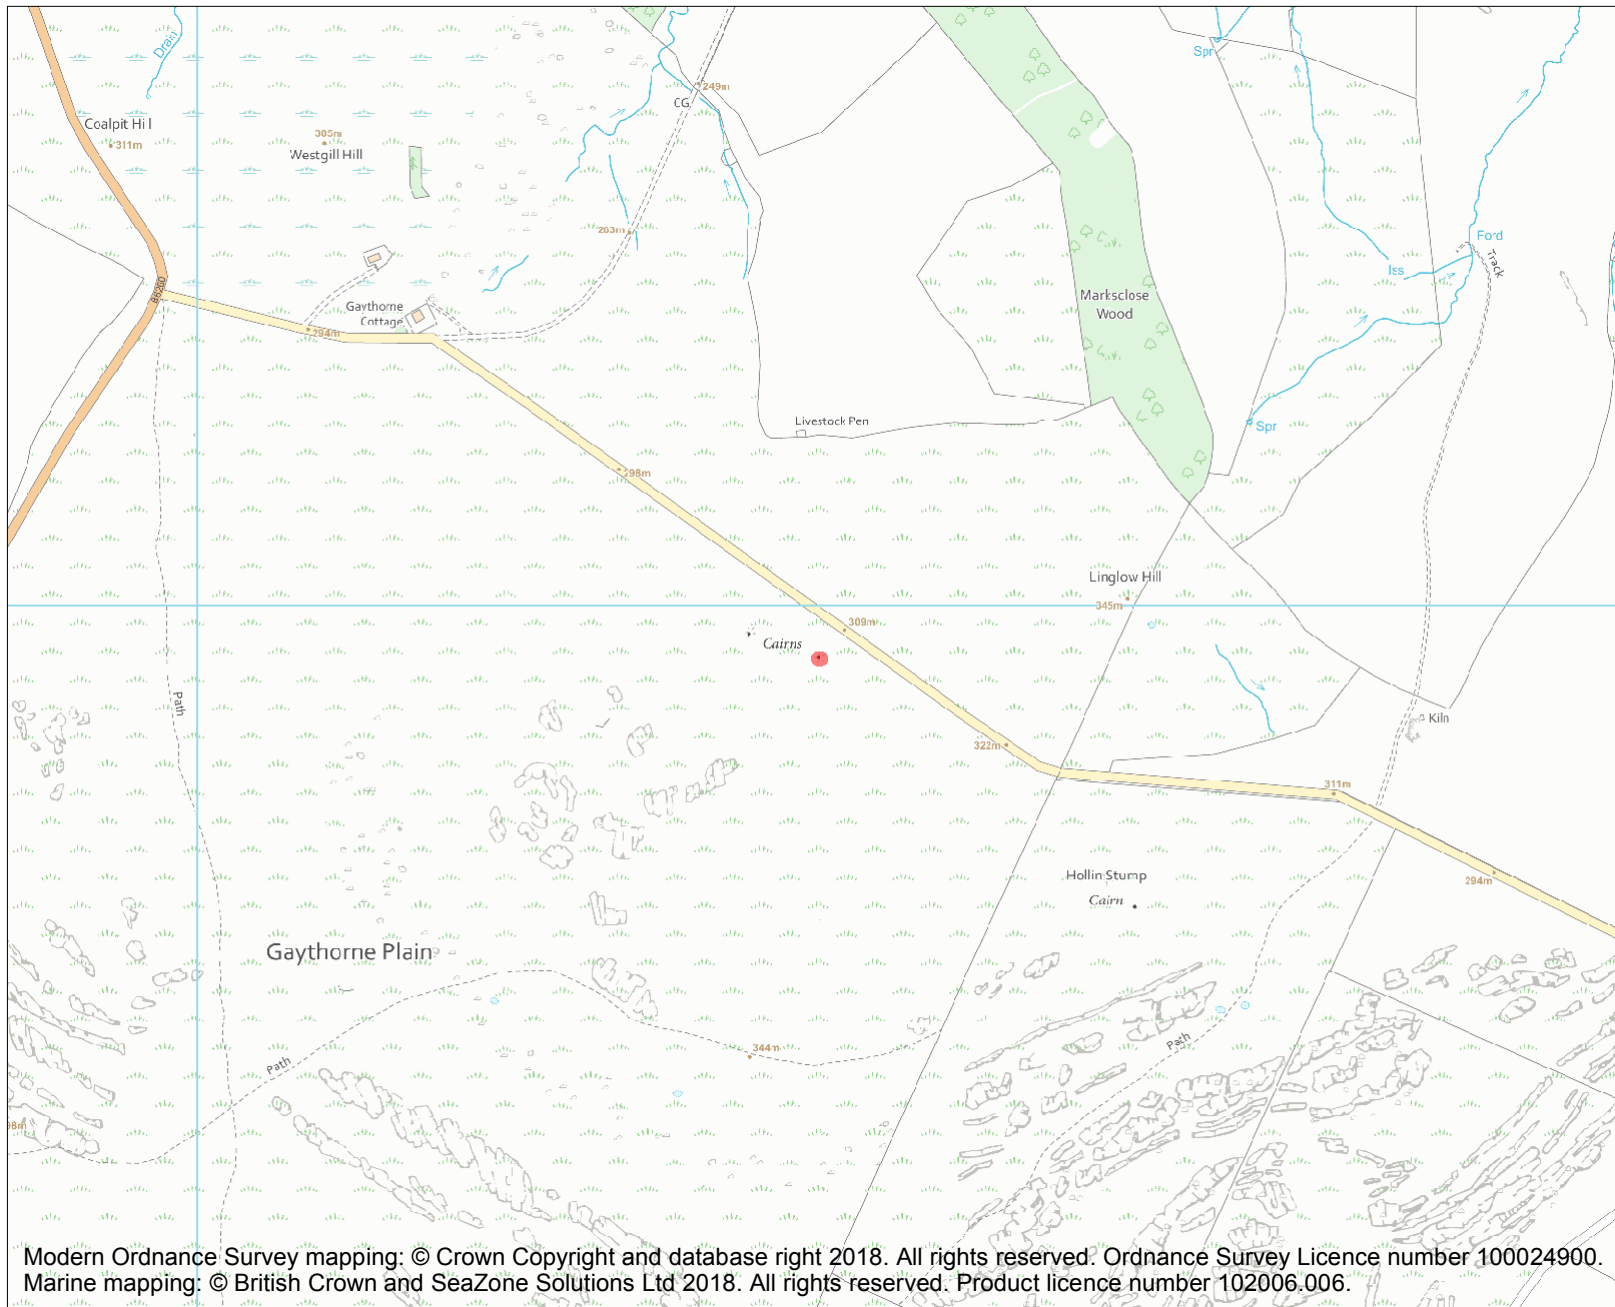 Drain
Spr
249m
CG
Coalpit Hill
311m
305m
Westgill Hill
263m
Ford
Track
Iss
B6260
Marksclose
Wood
Gaythorne
Cottage
294m
Livestock Pen
Spr
298m
Linglow Hill
345m
309m
Cairns
Path
Kiln
322m
311m
Hollin Stump
Cairn
294m
Gaythorne Plain
Path
344m
Path
98m
Modern Ordnance Survey mapping: © Crown Copyright and database right 2018. All rights reserved. Ordnance Survey Licence number 100024900.
Marine mapping: © British Crown and SeaZone Solutions Ltd 2018. All rights reserved. Product licence number 102006.006.